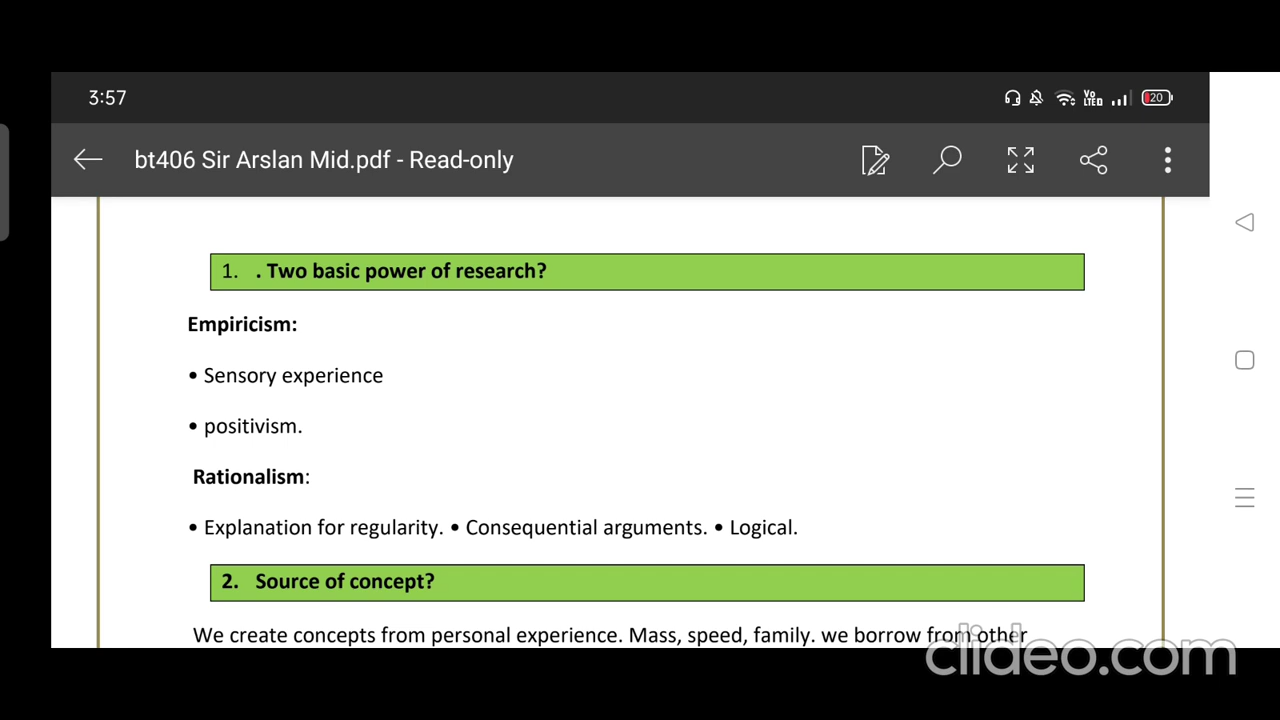 3:57
Vo LTED
20
bt406 Sir Arslan Mid.pdf - Read-only
1. . Two basic power of research?
Empiricism:
• Sensory experience
• positivism.
Rationalism:
• Explanation for regularity. • Consequential arguments. • Logical.
2. Source of concept?
We create concepts from personal experience. Mass, speed, family. we borrow from other
clideo.com